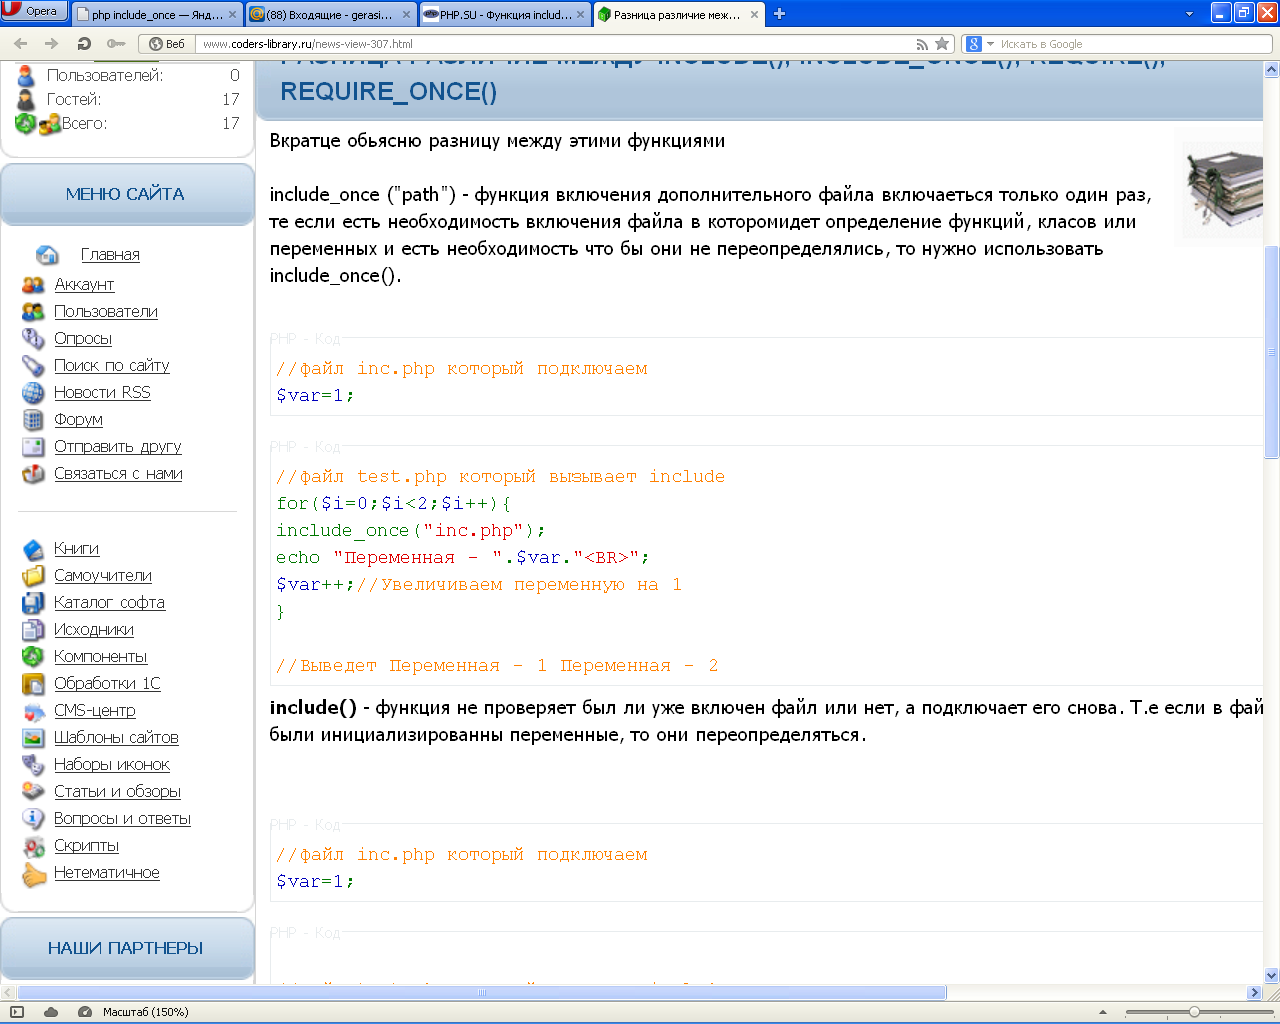 Opera
php include_once — Янд...
(88) Входящие - gerasi...
PHP.SU - Функция includ...
Разница различие меж...
Веб
www.coders-library.ru/news-view-307.html
Искать в Google
Пользователей: 0
Гостей: 17
Всего: 17
МЕНЮ САЙТА
Главная
Аккаунт
Пользователи
Опросы
Поиск по сайту
Новости RSS
Форум
Отправить другу
Связаться с нами
Книги
Самоучители
Каталог софта
Исходники
Компоненты
Обработки 1С
CMS-центр
Шаблоны сайтов
Наборы иконок
Статьи и обзоры
Вопросы и ответы
Скрипты
Нетематичное
НАШИ ПАРТНЕРЫ
РАЗНИЦА РАЗЛИЧИЕ МЕЖДУ INCLUDE(), INCLUDE_ONCE(), REQUIRE(),
REQUIRE_ONCE()
Вкратце обьясню разницу между этими функциями
include_once ("path") - функция включения дополнительного файла включаеться только один раз,
те если есть необходимость включения файла в которомидет определение функций, класов или
переменных и есть необходимость что бы они не переопределялись, то нужно использовать
include_once().
PHP - Код
//файл inc.php который подключаем
$var=1;
PHP - Код
//файл test.php который вызывает include
for($i=0;$i<2;$i++){
include_once("inc.php");
echo "Переменная - ".$var."<BR>";
$var++;//Увеличиваем переменную на 1
}
//Выведет Переменная - 1 Переменная - 2
include() - функция не проверяет был ли уже включен файл или нет, а подключает его снова. Т.е если в фай
были инициализированны переменные, то они переопределяться.
PHP - Код
//файл inc.php который подключаем
$var=1;
PHP - Код
Масштаб (150%)